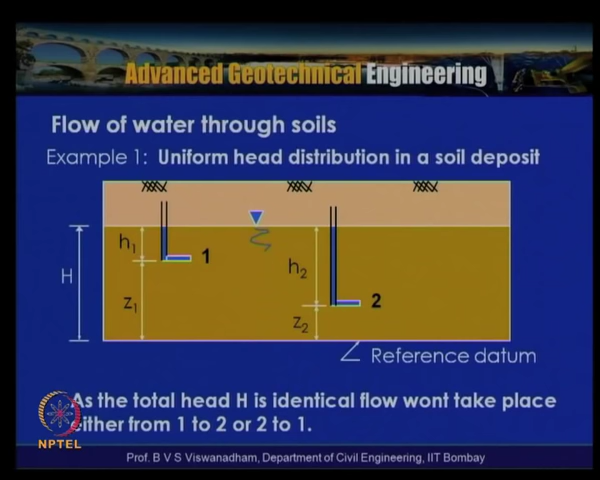 Advanced Geotechnical Engineering
Flow of water through soils
Example 1: Uniform head distribution in a soil deposit
h1
1
H
h2
z1
2
z2
Reference datum
As the total head H is identical flow wont take place
either from 1 to 2 or 2 to 1.
NPTEL
Prof. B V S Viswanadham, Department of Civil Engineering, IIT Bombay